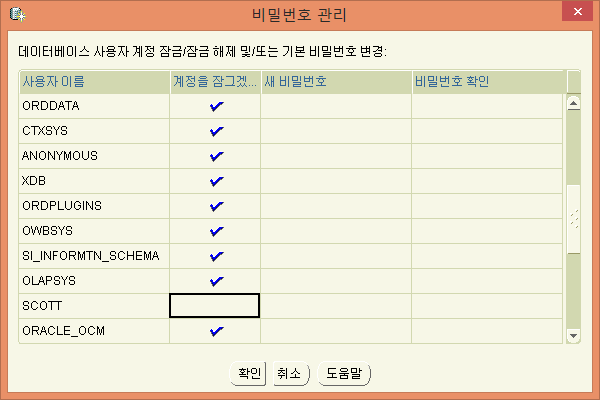 비밀번호 관리
데이터베이스 사용자 계정 잠금/잠금 해제 및/또는 기본 비밀번호 변경:
사용자 이름 계정을 잠그겠... 새 비밀번호 비밀번호 확인
ORDDATA
CTXSYS
ANONYMOUS
XDB
ORDPLUGINS
OWBSYS
SI_INFORMTN_SCHEMA
OLAPSYS
SCOTT
ORACLE_OCM
확인 취소 도움말